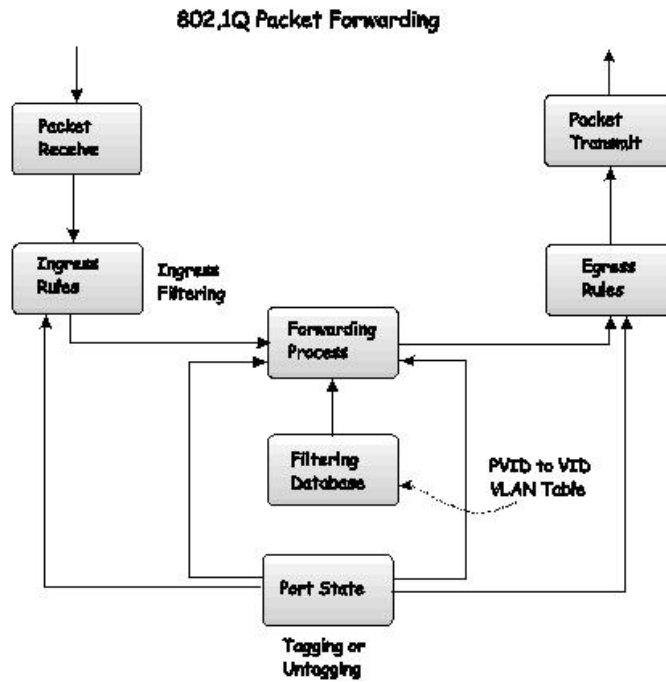 802,1Q Packet Forwarding
Packet
Receive
Packet
Transmit
Ingress
Rules
Ingress
Filtering
Egress
Rules
Forwarding
Process
Filtering
Database
PVID to VID
VLAN Table
Port State
Tagging or
Untagging